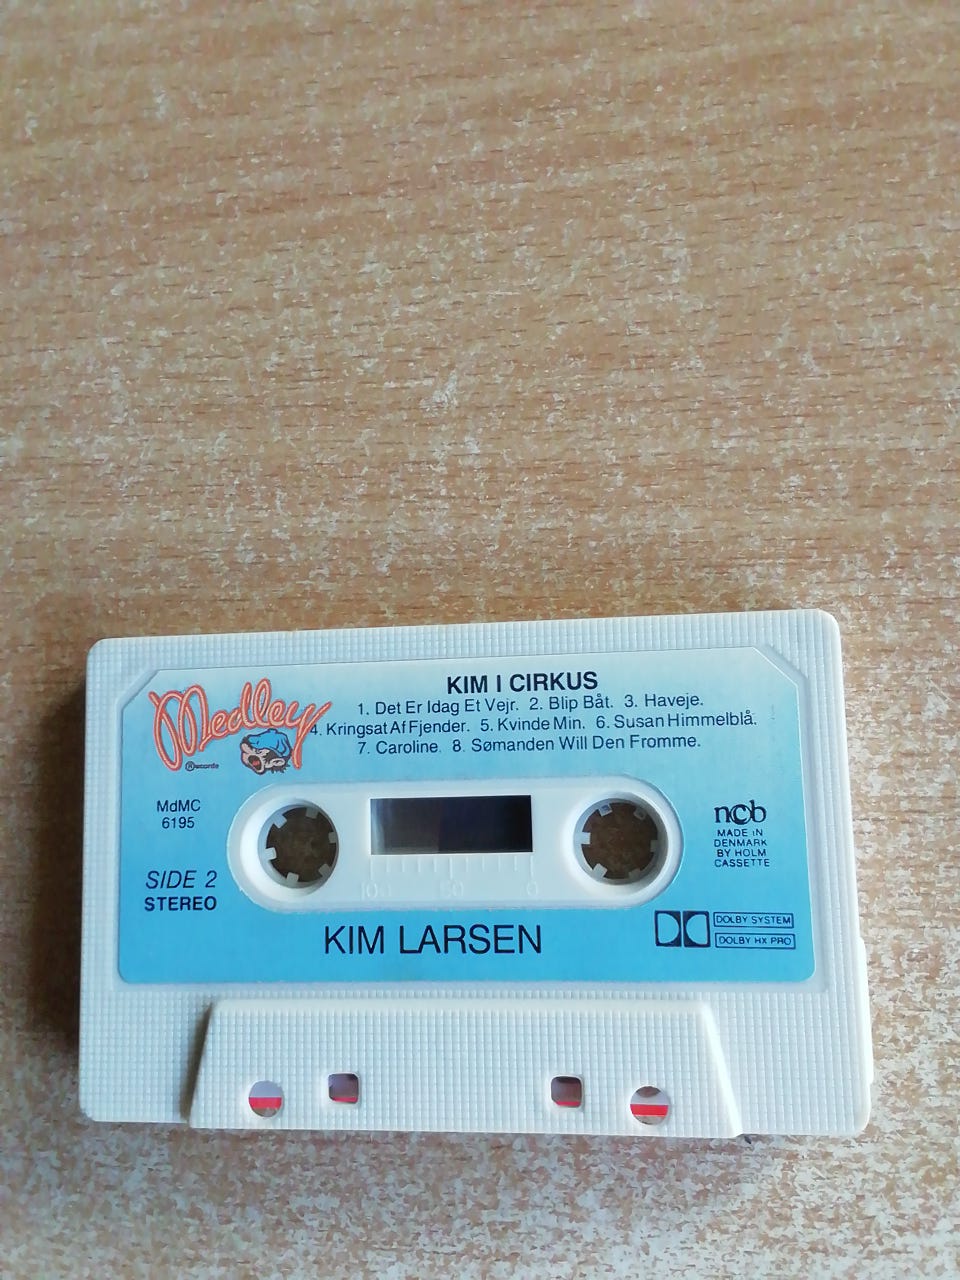 Medley
Records
KIM I CIRKUS
1. Det Er Idag Et Vejr. 2. Blip Båt. 3. Haveje.
4. Kringsat Af Fjender. 5. Kvinde Min. 6. Susan Himmelblå.
7. Caroline. 8. Sømanden Will Den Fromme.
MdMC
6195
SIDE 2
STEREO
100 50 0
ncb
MADE IN
DENMARK
BY HOLM
CASSETTE
KIM LARSEN
DOLBY SYSTEM
DOLBY HX PRO